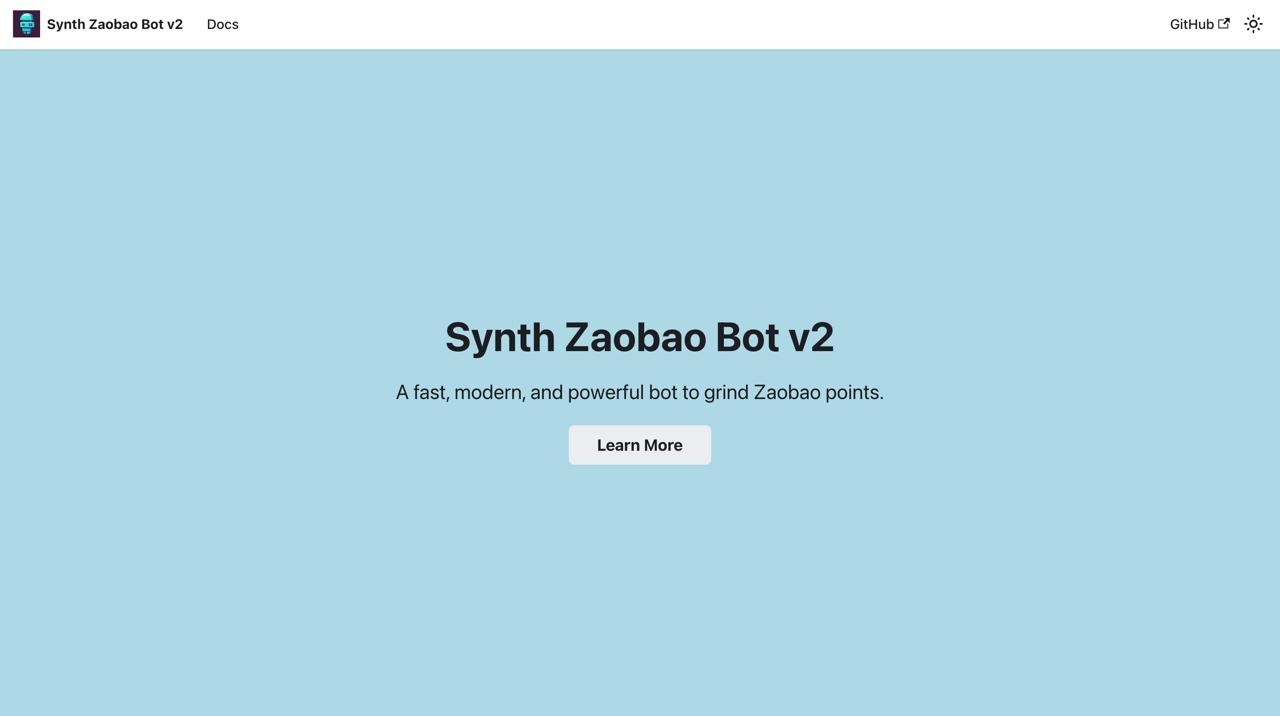 Synth Zaobao Bot v2 Docs GitHub
Synth Zaobao Bot v2
A fast, modern, and powerful bot to grind Zaobao points.
Learn More